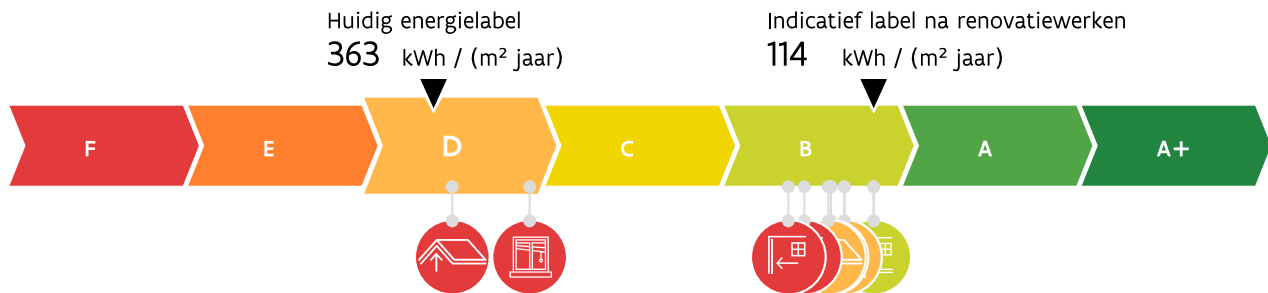 Huidig energielabel
363 kWh / (m² jaar)
Indicatief label na renovatiewerken
114 kWh / (m² jaar)
F E D C B A A+